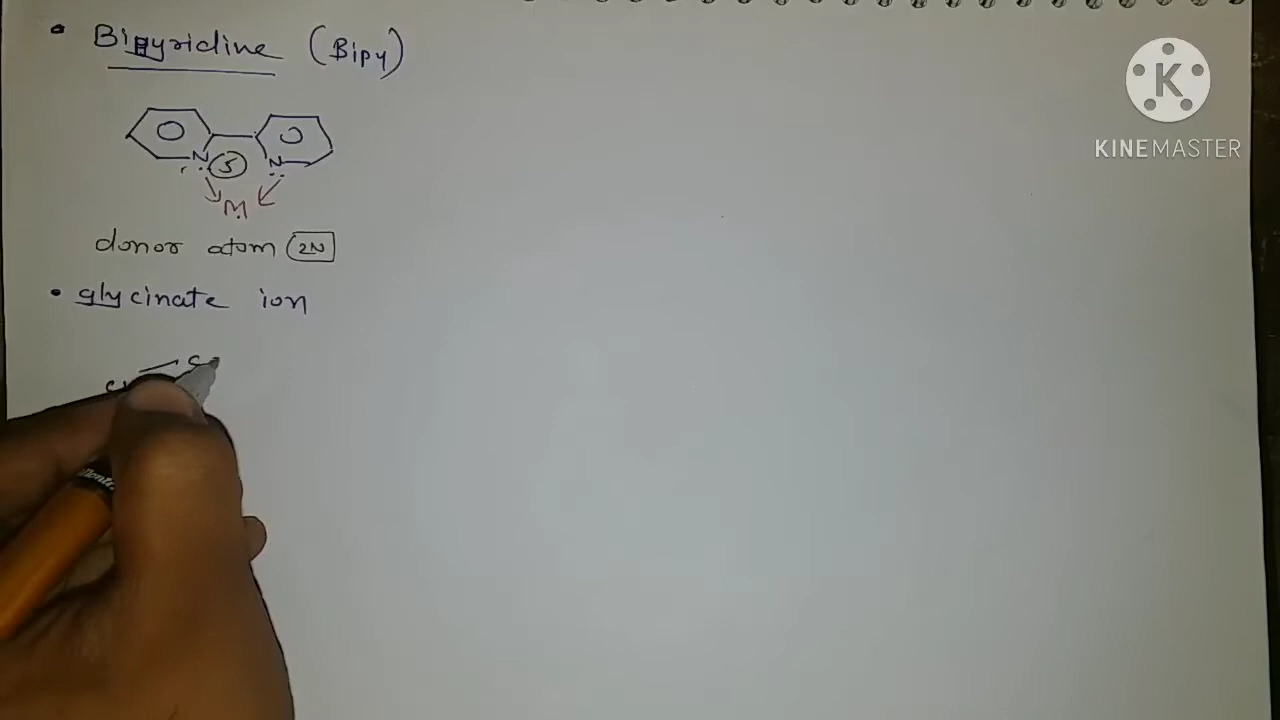 • Bipyridine (Bipy)
K
KINEMASTER
N 5 N
M
donor atom 2N
• glycinate ion